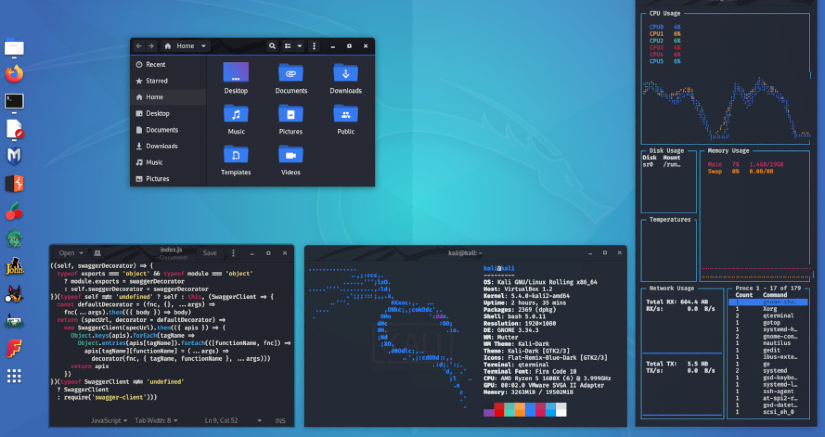 Home
Recent
Starred
Home
Desktop
Documents
Downloads
Music
Pictures
Desktop
Documents
Downloads
Music
Pictures
Public
Templates
Videos
Open
index.js
~/Documents
Save
((self, swaggerDecorator) => {
typeof exports === 'object' && typeof module === 'object'
? module.exports = swaggerDecorator
: self.swaggerDecorator = swaggerDecorator
})(typeof self !== 'undefined' ? self : this, (SwaggerClient => {
const defaultDecorator = (fnc, {}, ... args) =>
fnc( ... args).then(({ body }) => body)
return (specUrl, decorator = defaultDecorator) =>
new SwaggerClient(specUrl).then(({ apis }) => {
Object.keys(apis).forEach(tagName =>
Object.entries(apis[tagName]).forEach(([functionName, fnc]) =>
apis[tagName][functionName] = ( ... args) =>
decorator(fnc, { tagName, functionName }, ... args)))
return apis
})
})(typeof SwaggerClient !== 'undefined'
? SwaggerClient
: require('swagger-client')))
JavaScript
Tab Width: 8
Ln 9, Col 52
INS
kali@kali: ~
kali@kali
OS: Kali GNU/Linux Rolling x86_64
Host: VirtualBox 1.2
Kernel: 5.4.0-kali2-amd64
Uptime: 2 hours, 35 mins
Packages: 2369 (dpkg)
Shell: bash 5.0.11
Resolution: 1920×1080
DE: GNOME 3.34.3
WM: Mutter
WM Theme: Kali-Dark
Theme: Kali-Dark [GTK2/3]
Icons: Flat-Remix-Blue-Dark [GTK2/3]
Terminal: qterminal
Terminal Font: Fira Code 10
CPU: AMD Ryzen 5 1600X (6) @ 3.999GHz
GPU: 00:02.0 VMware SVGA II Adapter
Memory: 3263MiB / 19502MiB
CPU Usage
CPU0 4%
CPU1 6%
CPU2 6%
CPU3 4%
CPU4 6%
CPU5 6%
Disk Usage
Disk Mount
sr0 /run…
Memory Usage
Main 7% 1.4GB/19GB
Swap 0% 0.0B/0B
Temperatures
Network Usage
Total RX: 604.4 MB
RX/s: 0.0 B/s
Total TX: 5.5 MB
TX/s: 0.0 B/s
Procs 1 - 17 of 179
Count Command
1 Xorg
1 qterminal
1 gotop
4 systemd-h…
2 gnome-con…
1 nautilus
1 gedit
1 ibus-exte…
1 ge
2 systemd
1 gsd-keybo…
1 systemd-l…
1 ssh-agent
1 at-spi2-r…
1 gsd-datet…
1 scsi_eh_0
John